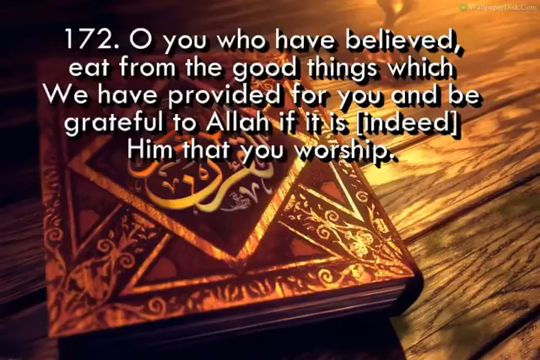 WallpaperDisk.Com
172. O you who have believed,
eat from the good things which
We have provided for you and be
grateful to Allah if it is [indeed]
Him that you worship.